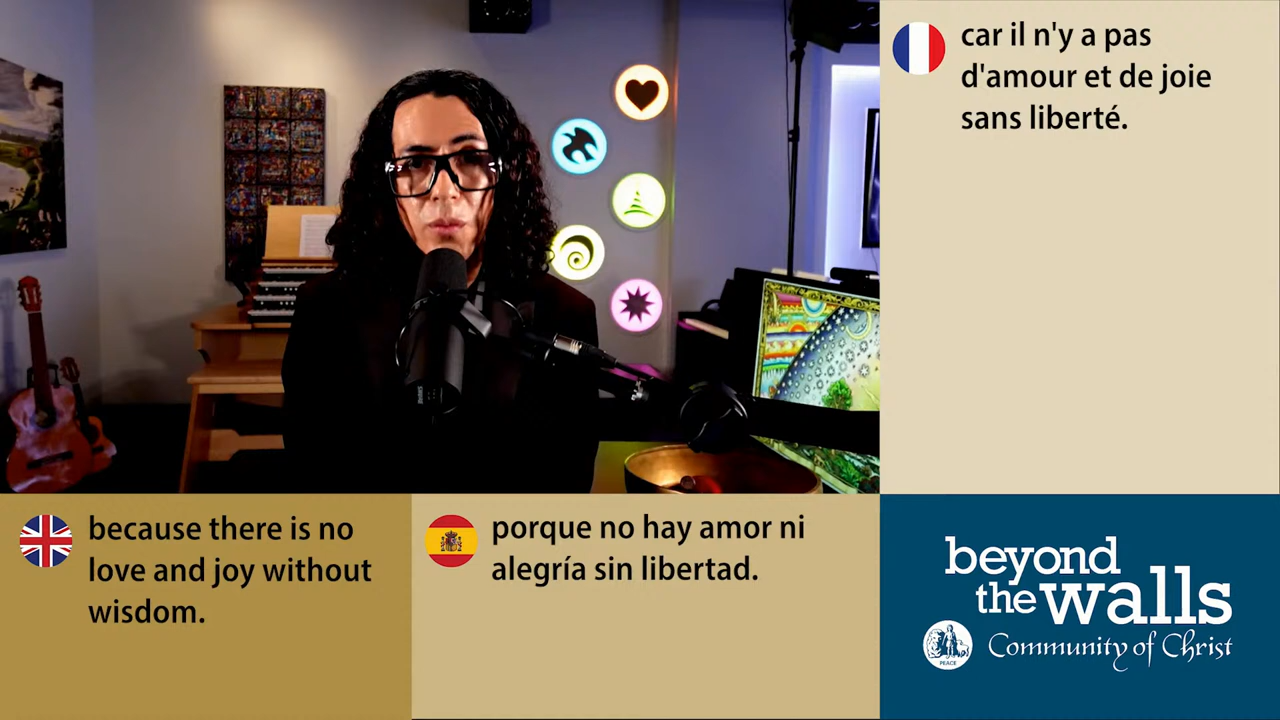 car il n'y a pas
d'amour et de joie
sans liberté.
because there is no
love and joy without
wisdom.
porque no hay amor ni
alegría sin libertad.
beyond
the walls
PEACE
Community of Christ